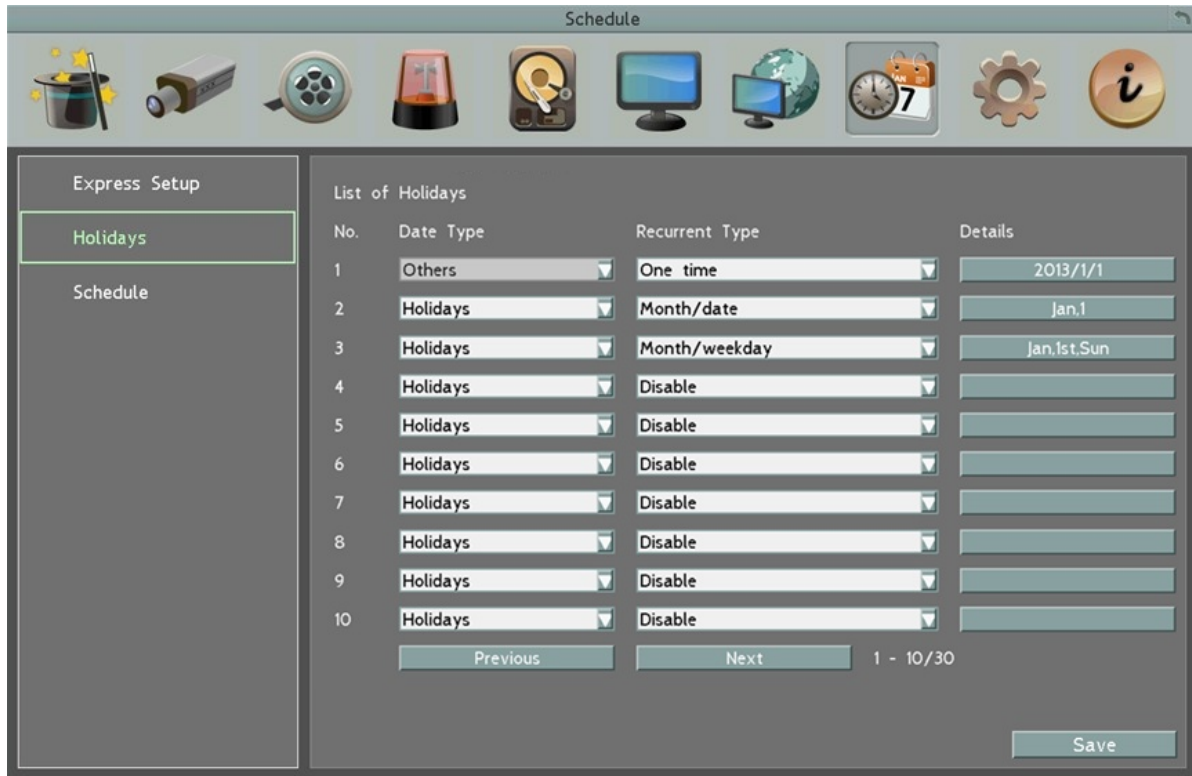 Schedule
JAN
7
i
Express Setup
Holidays
Schedule
List of Holidays
No. Date Type Recurrent Type Details
1 Others One time 2013/1/1
2 Holidays Month/date Jan,1
3 Holidays Month/weekday Jan,1st,Sun
4 Holidays Disable
5 Holidays Disable
6 Holidays Disable
7 Holidays Disable
8 Holidays Disable
9 Holidays Disable
10 Holidays Disable
Previous Next 1 - 10/30
Save